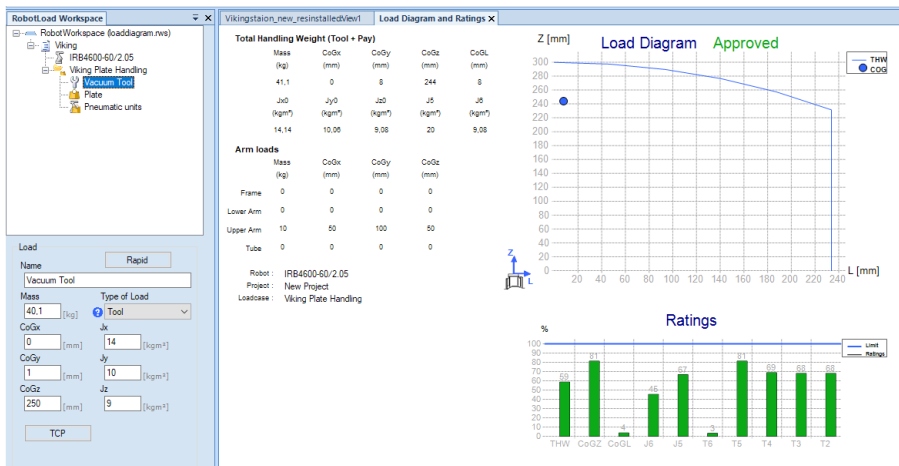 RobotLoad Workspace
RobotWorkspace (loaddiagram.rws)
Viking
IRB4600-60/2.05
Viking Plate Handling
Vacuum Tool
Plate
Pneumatic units
Load
Name
Rapid
Vacuum Tool
Mass
Type of Load
40.1 [kg] ? Tool
CoGx
Jx
0 [mm] 14 [kgm²]
CoGy
Jy
1 [mm] 10 [kgm²]
CoGz
Jz
250 [mm] 9 [kgm²]
TCP
Vikingstaion_new_resinstalledView1 Load Diagram and Ratings X
Total Handling Weight (Tool + Pay)
Mass CoGx CoGy CoGz CoGL
(kg) (mm) (mm) (mm) (mm)
41,1 0 8 244 8
Jx0 Jy0 Jz0 J5 J6
(kgm²) (kgm²) (kgm²) (kgm²) (kgm²)
14,14 10,06 9,08 20 9,08
Arm loads
Mass CoGx CoGy CoGz
(kg) (mm) (mm) (mm)
Frame 0 0 0 0
Lower Arm 0 0 0 0
Upper Arm 10 50 100 50
Tube 0 0 0 0
Robot : IRB4600-60/2.05
Project : New Project
Loadcase : Viking Plate Handling
Z [mm] Load Diagram Approved
THW
COG
300
280
260
240
220
200
180
160
140
120
100
80
60
40
20
0
20 40 60 80 100 120 140 160 180 200 220 240 L [mm]
Z
L
Ratings
%
Limit
Ratings
100
90
80
70
60
50
40
30
20
10
0
59 81 4 46 67 3 81 69 68 68
THW CoGZ CoGL J6 J5 T6 T5 T4 T3 T2